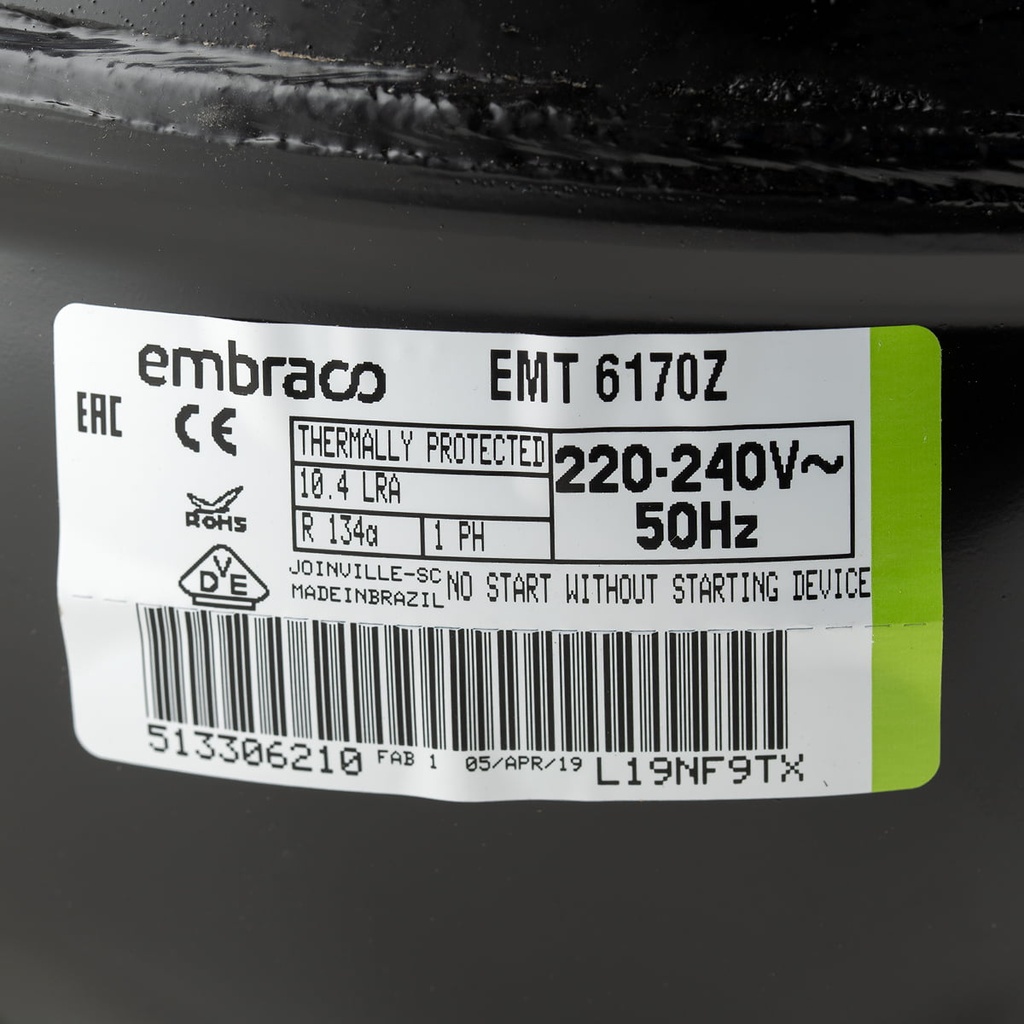 embraco EMT 6170Z
EAC CE
THERMALLY PROTECTED
10.4 LRA
220-240V~
R 134a 1 PH
50Hz
ROHS
DVE
JOINVILLE-SC
MADEINBRAZIL
NO START WITHOUT STARTING DEVICE
513306210 FAB 1 05/APR/19 L19NF9TX